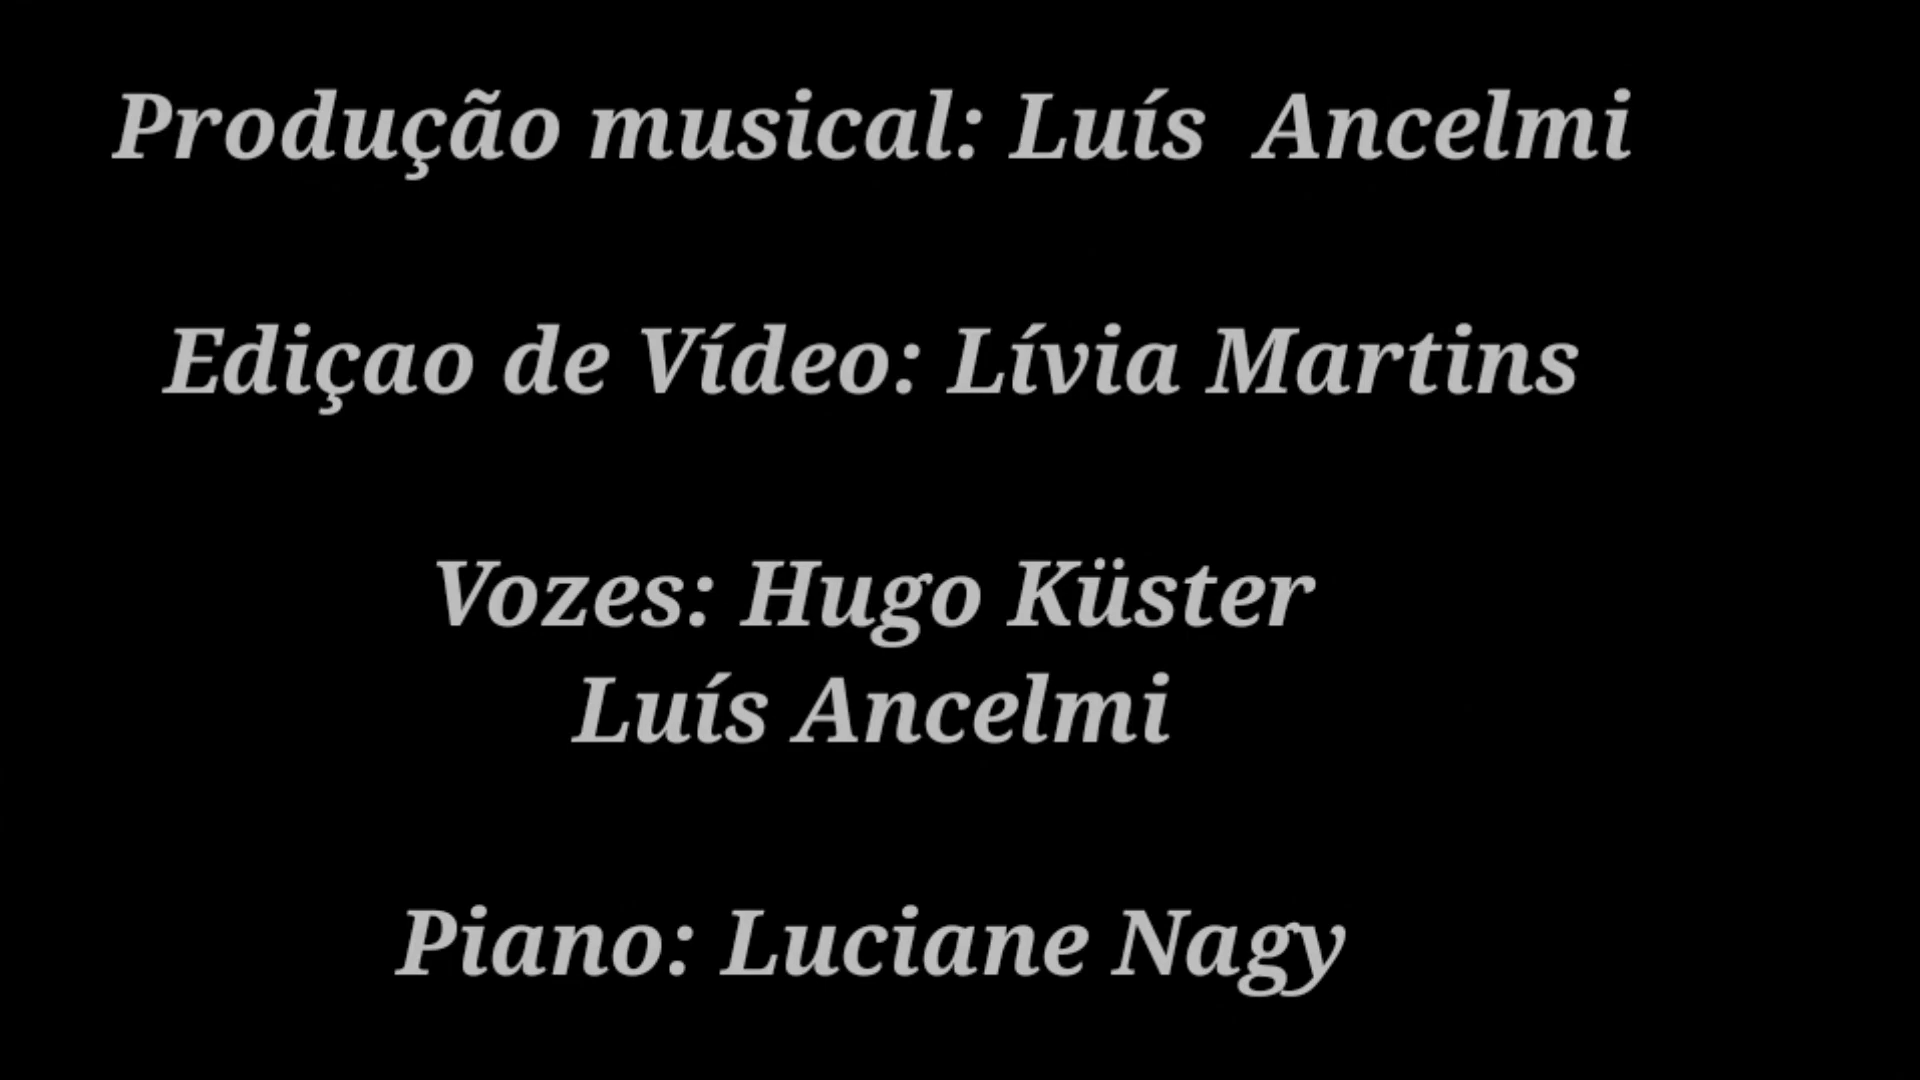 Produção musical: Luís  Ancelmi
Ediçao de Vídeo: Lívia Martins
Vozes: Hugo Küster
Luís Ancelmi
Piano: Luciane Nagy